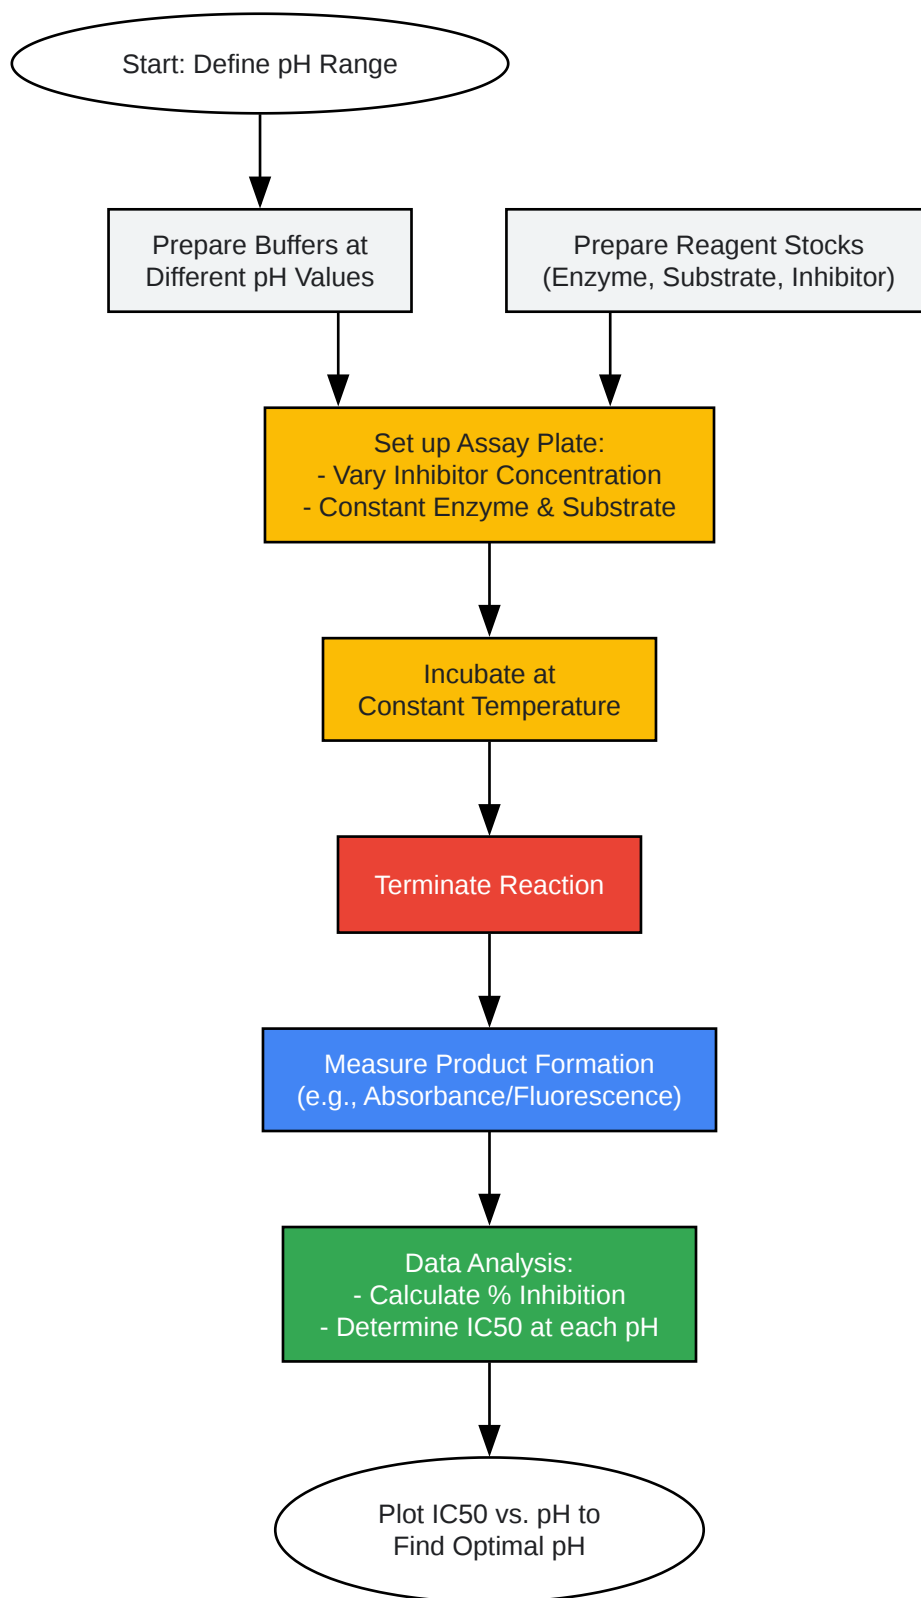 Start: Define pH Range
Prepare Buffers at
Different pH Values
Prepare Reagent Stocks
(Enzyme, Substrate, Inhibitor)
Set up Assay Plate:
- Vary Inhibitor Concentration
- Constant Enzyme & Substrate
Incubate at
Constant Temperature
Terminate Reaction
Measure Product Formation
(e.g., Absorbance/Fluorescence)
Data Analysis:
- Calculate % Inhibition
- Determine IC50 at each pH
Plot IC50 vs. pH to
Find Optimal pH